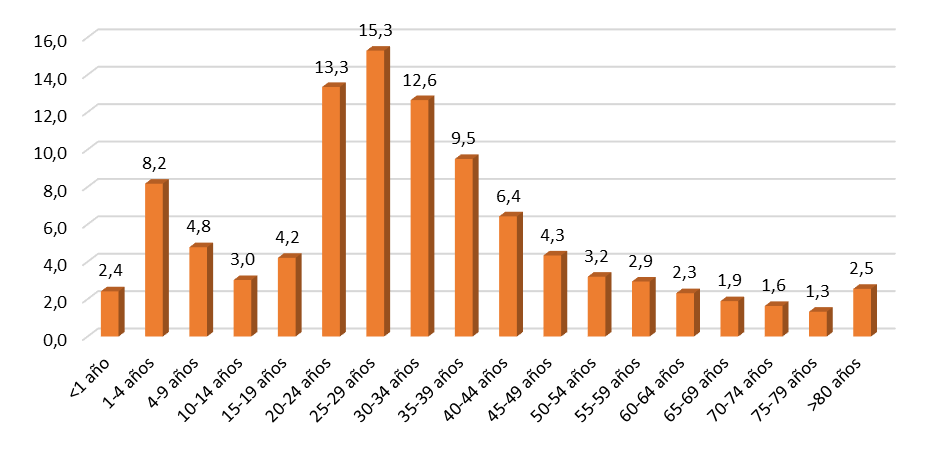 16,0
14,0
12,0
10,0
8,0
6,0
4,0
2,0
0,0
2,4
8,2
4,8
3,0
4,2
13,3
15,3
12,6
9,5
6,4
4,3
3,2
2,9
2,3
1,9
1,6
1,3
2,5
<1 año
1-4 años
4-9 años
10-14 años
15-19 años
20-24 años
25-29 años
30-34 años
35-39 años
40-44 años
45-49 años
50-54 años
55-59 años
60-64 años
65-69 años
70-74 años
75-79 años
>80 años